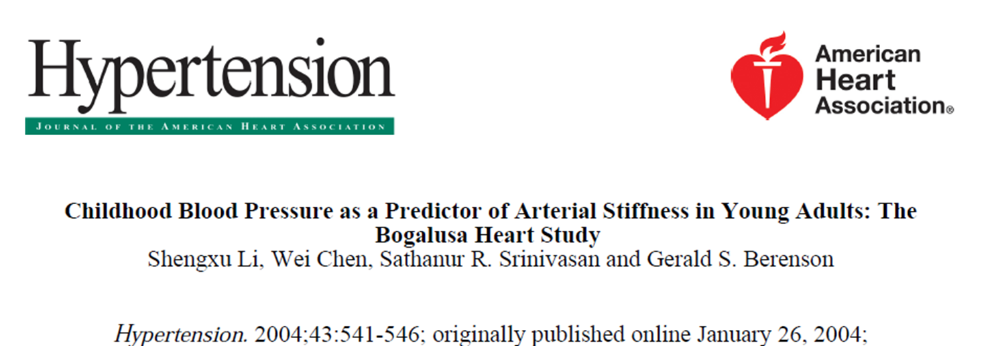 Hypertension
JOURNAL OF THE AMERICAN HEART ASSOCIATION
American
Heart
Association®
Childhood Blood Pressure as a Predictor of Arterial Stiffness in Young Adults: The
Bogalusa Heart Study
Shengxu Li, Wei Chen, Sathanur R. Srinivasan and Gerald S. Berenson
Hypertension. 2004;43:541-546; originally published online January 26, 2004;